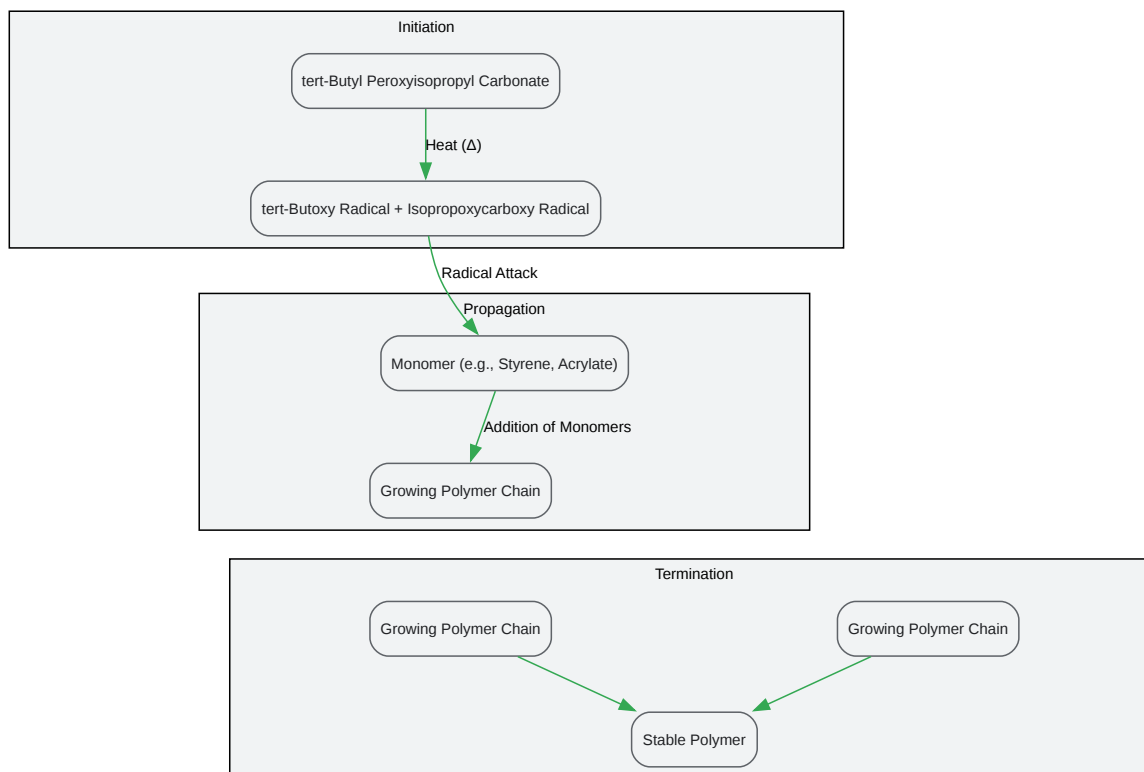 Initiation
tert-Butyl Peroxyisopropyl Carbonate
Heat (Δ)
tert-Butoxy Radical + Isopropoxycarboxy Radical
Radical Attack
Propagation
Monomer (e.g., Styrene, Acrylate)
Addition of Monomers
Growing Polymer Chain
Termination
Growing Polymer Chain
Growing Polymer Chain
Stable Polymer